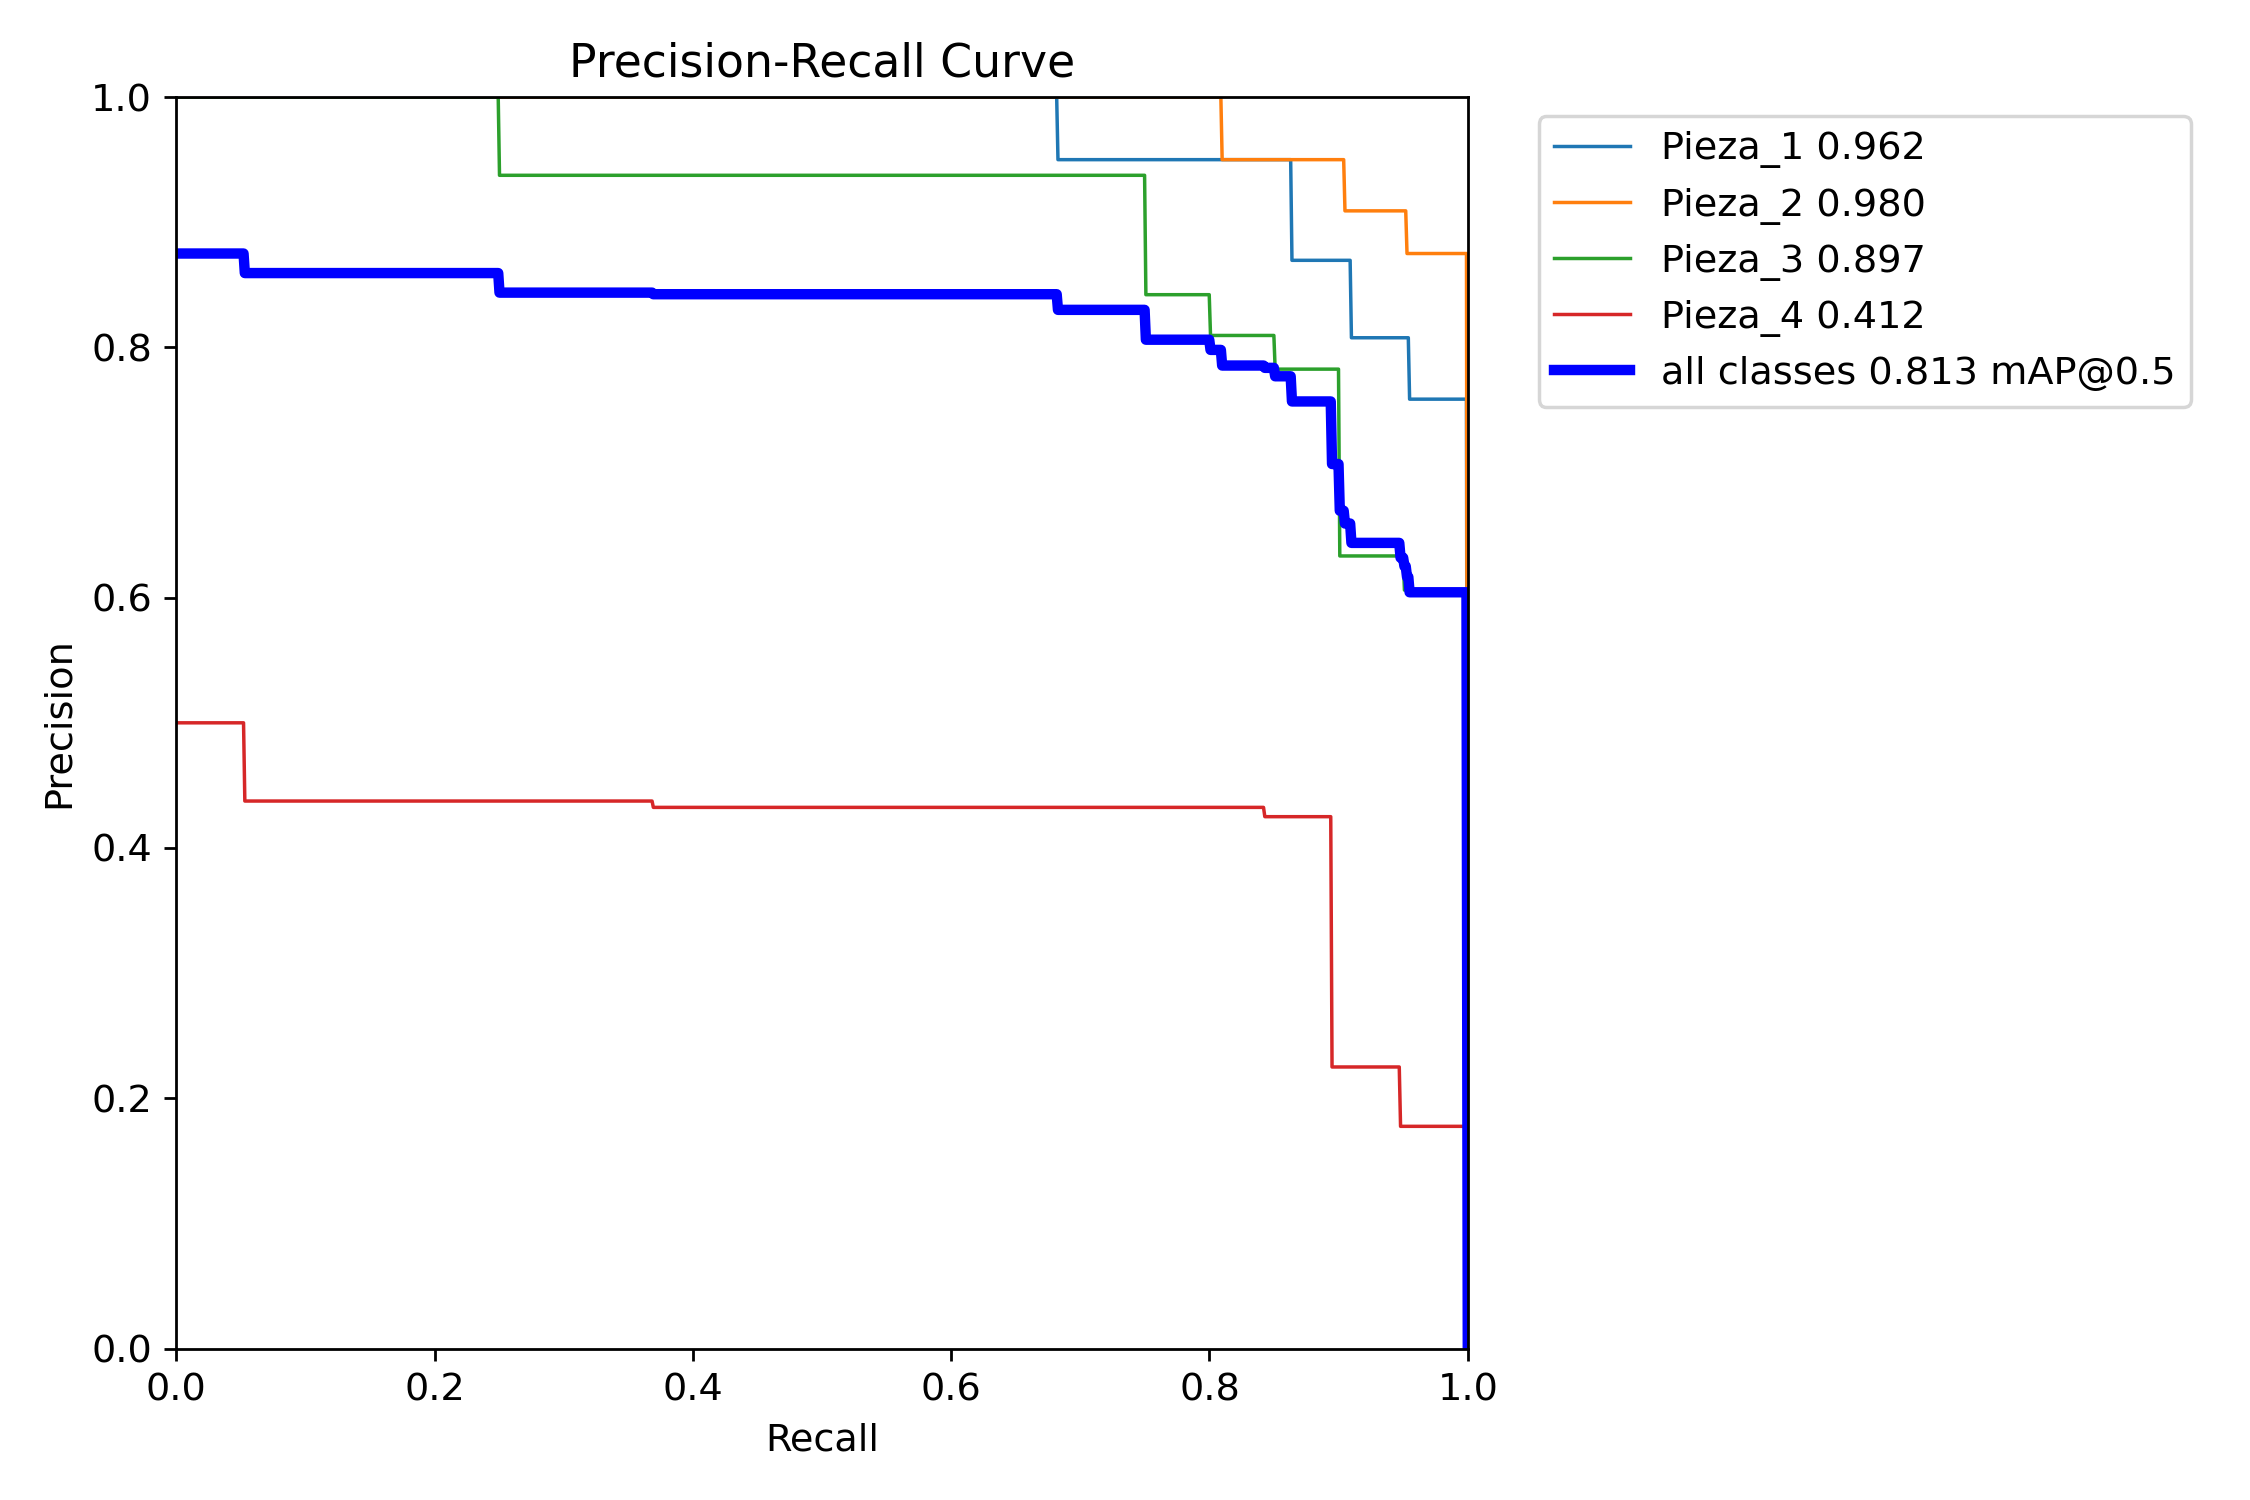 Precision-Recall Curve
1.0
0.8
0.6
0.4
0.2
0.0
Precision
0.0 0.2 0.4 0.6 0.8 1.0
Recall
Pieza_1 0.962
Pieza_2 0.980
Pieza_3 0.897
Pieza_4 0.412
all classes 0.813 mAP@0.5